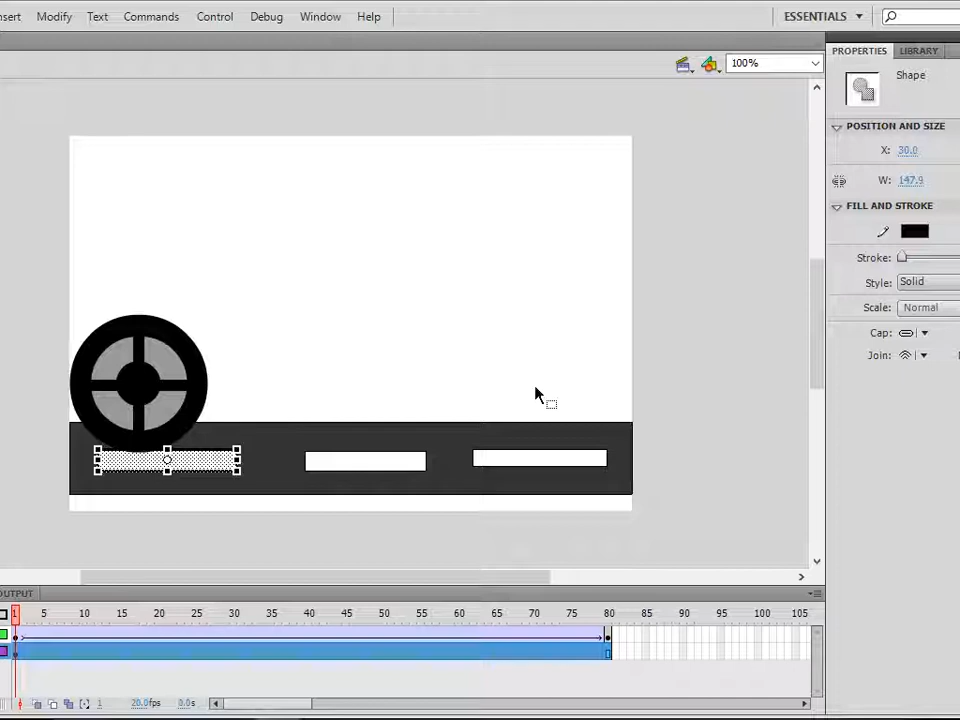 nsert Modify Text Commands Control Debug Window Help ESSENTIALS
100% PROPERTIES LIBRARY
Shape
POSITION AND SIZE
X: 30.0
W: 147.9
FILL AND STROKE
Stroke:
Style: Solid
Scale: Normal
Cap:
Join:
OUTPUT
1 5 10 15 20 25 30 35 40 45 50 55 60 65 70 75 80 85 90 95 100 105
1 20.0fps 0.0s